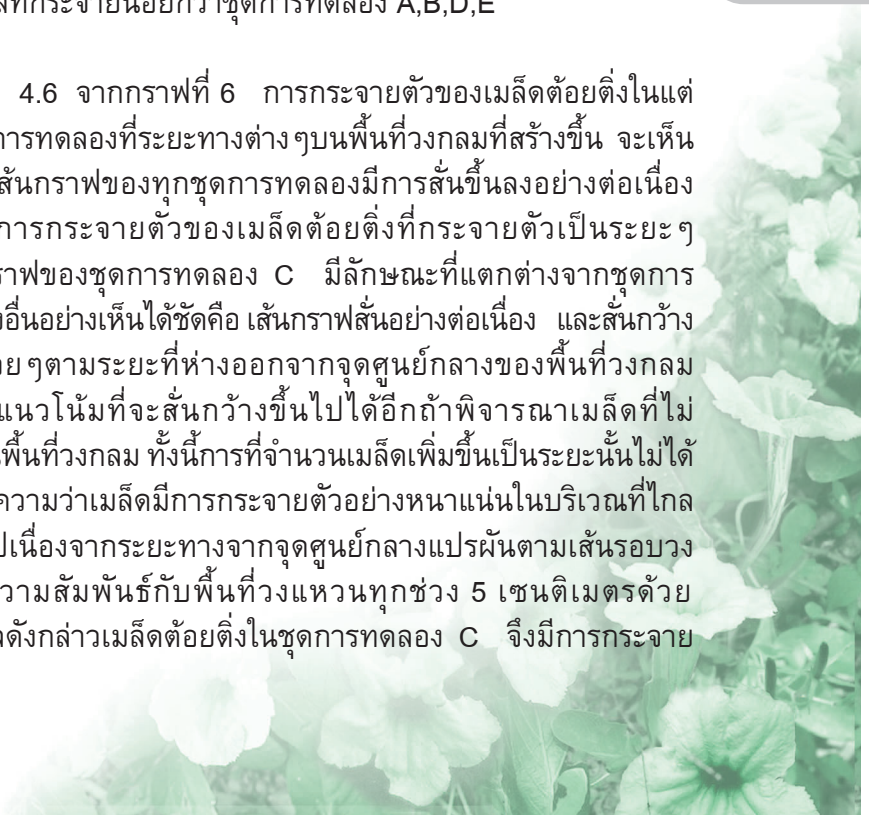 กระจายน้อยกว่าชุดการทดลอง A,B,D,E
4.6 จากกราฟที่ 6 การกระจายตัวของเมล็ดต้อยติ่งในแต่
การทดลองที่ระยะทางต่างๆบนพื้นที่วงกลมที่สร้างขึ้น จะเห็น
เส้นกราฟของทุกชุดการทดลองมีการสั่นขึ้นลงอย่างต่อเนื่อง
การกระจายตัวของเมล็ดต้อยติ่งที่กระจายตัวเป็นระยะๆ
ราฟของชุดการทดลอง C มีลักษณะที่แตกต่างจากชุดการ
อื่นอย่างเห็นได้ชัดคือ เส้นกราฟสั่นอย่างต่อเนื่อง และสั่นกว้าง
ยๆตามระยะที่ห่างออกจากจุดศูนย์กลางของพื้นที่วงกลม
แนวโน้มที่จะสั่นกว้างขึ้นไปได้อีกถ้าพิจารณาเมล็ดที่ไม่
พื้นที่วงกลม ทั้งนี้การที่จำนวนเมล็ดเพิ่มขึ้นเป็นระยะนั้นไม่ได้
ความว่าเมล็ดมีการกระจายตัวอย่างหนาแน่นในบริเวณที่ไกล
ปเนื่องจากระยะทางจากจุดศูนย์กลางแปรผันตามเส้นรอบวง
วามสัมพันธ์กับพื้นที่วงแหวนทุกช่วง 5 เซนติเมตรด้วย
ดังกล่าวเมล็ดต้อยติ่งในชุดการทดลอง C จึงมีการกระจาย